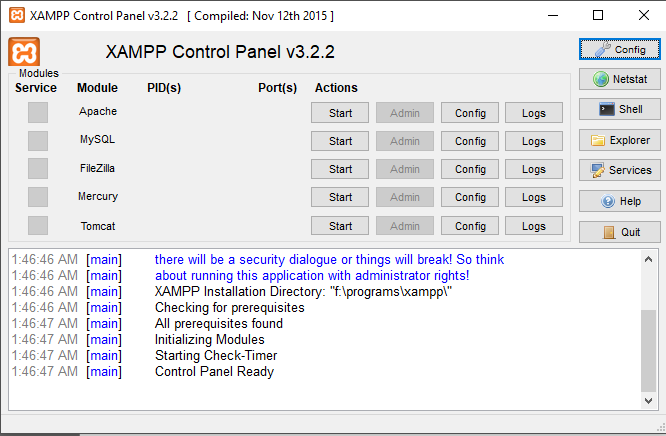 XAMPP Control Panel v3.2.2 [ Compiled: Nov 12th 2015 ]
XAMPP Control Panel v3.2.2
Config
Modules
Service Module PID(s) Port(s) Actions
Netstat
Apache Start Admin Config Logs
Shell
MySQL Start Admin Config Logs
Explorer
FileZilla Start Admin Config Logs
Services
Mercury Start Admin Config Logs
Help
Tomcat Start Admin Config Logs
Quit
1:46:46 AM [main] there will be a security dialogue or things will break! So think
1:46:46 AM [main] about running this application with administrator rights!
1:46:46 AM [main] XAMPP Installation Directory: "f:\programs\xampp\"
1:46:46 AM [main] Checking for prerequisites
1:46:47 AM [main] All prerequisites found
1:46:47 AM [main] Initializing Modules
1:46:47 AM [main] Starting Check-Timer
1:46:47 AM [main] Control Panel Ready